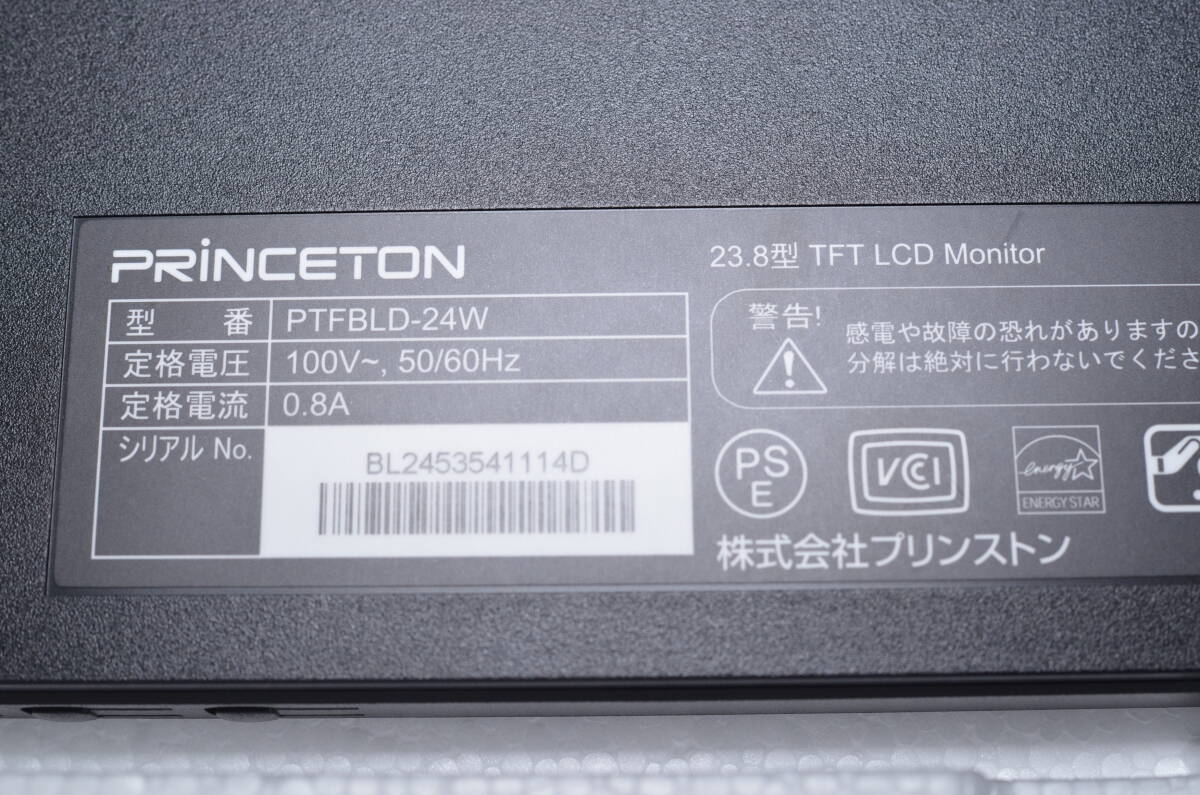 PRINCETON
型 番 PTFBLD-24W
定格電圧 100V~, 50/60Hz
定格電流 0.8A
シリアル No. BL2453541114D
23.8型 TFT LCD Monitor
警告!
感電や故障の恐れがありますの
分解は絶対に行わないでくださ
PS
E
VCCI
energy
ENERGY STAR
株式会社プリンストン